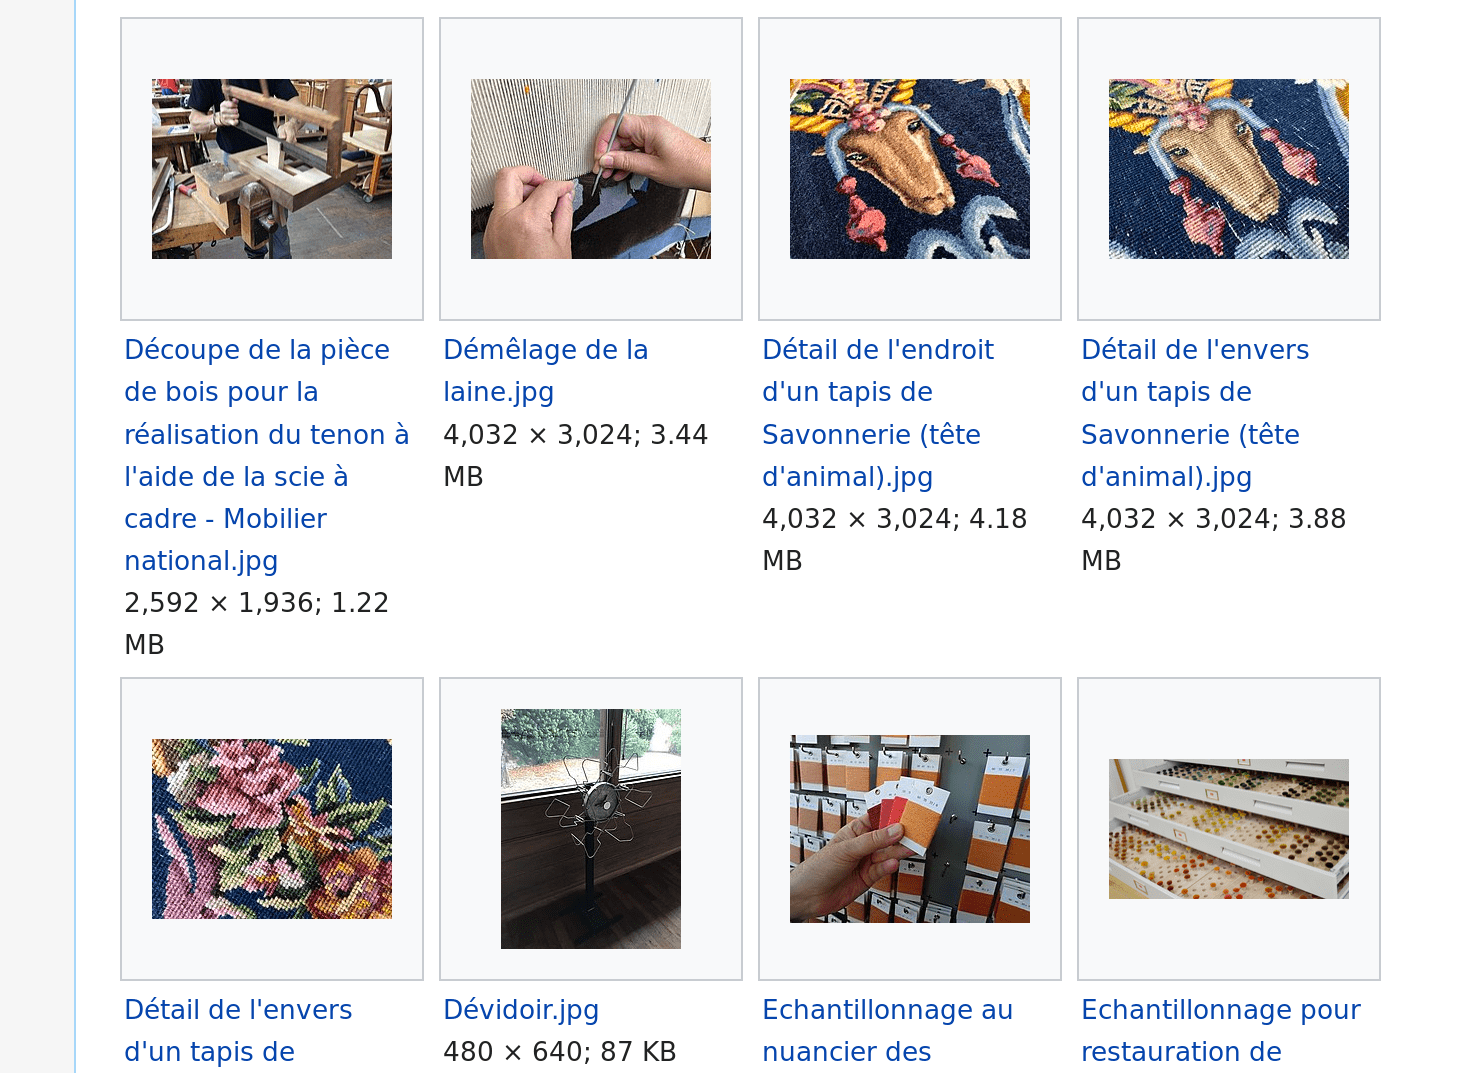 Découpe de la pièce
de bois pour la
réalisation du tenon à
l'aide de la scie à
cadre - Mobilier
national.jpg
2,592 × 1,936; 1.22
MB
Démêlage de la
laine.jpg
4,032 × 3,024; 3.44
MB
Détail de l'endroit
d'un tapis de
Savonnerie (tête
d'animal).jpg
4,032 × 3,024; 4.18
MB
Détail de l'envers
d'un tapis de
Savonnerie (tête
d'animal).jpg
4,032 × 3,024; 3.88
MB
Détail de l'envers
d'un tapis de
Dévidoir.jpg
480 × 640; 87 KB
Echantillonnage au
nuancier des
Echantillonnage pour
restauration de